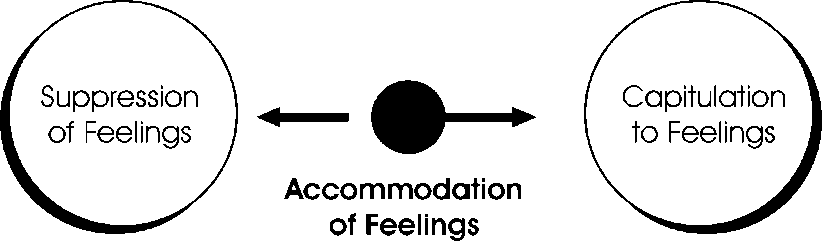 Suppression
of Feelings
Accommodation
of Feelings
Capitulation
to Feelings